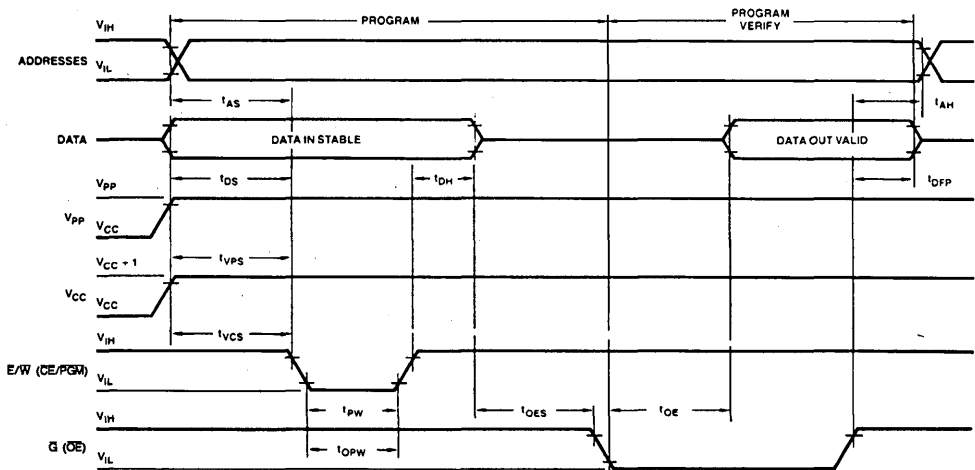 PROGRAM
PROGRAM
VERIFY
VIH
ADDRESSES
VIL
tAS
tAH
DATA
DATA IN STABLE
DATA OUT VALID
tDS
tDH
tDFP
VPP
VPP
VCC
VCC + 1
tVPS
VCC
VCC
tVCS
VIH
E/W (CE/PGM)
VIL
tPW
tOES
tOE
VIH
tOPW
G (OE)
VIL